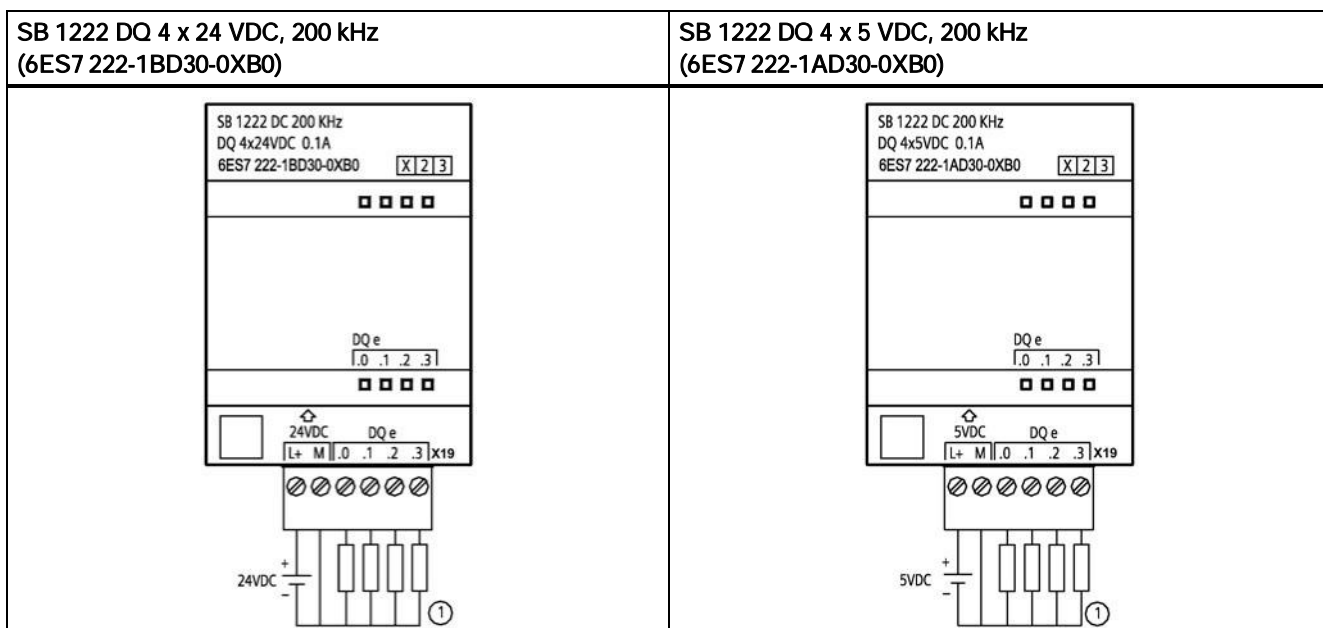 SB 1222 DQ 4 x 24 VDC, 200 kHz
(6ES7 222-1BD30-0XB0)
SB 1222 DQ 4 x 5 VDC, 200 kHz
(6ES7 222-1AD30-0XB0)
SB 1222 DC 200 KHz
DQ 4x24VDC 0.1A
6ES7 222-1BD30-0XB0 X 2 3
DQ e
.0 .1 .2 .3
24VDC DQ e
L+ M .0 .1 .2 .3 X19
+
24VDC
−
①
SB 1222 DC 200 KHz
DQ 4x5VDC 0.1A
6ES7 222-1AD30-0XB0 X 2 3
DQ e
.0 .1 .2 .3
5VDC DQ e
L+ M .0 .1 .2 .3 X19
+
5VDC
−
①